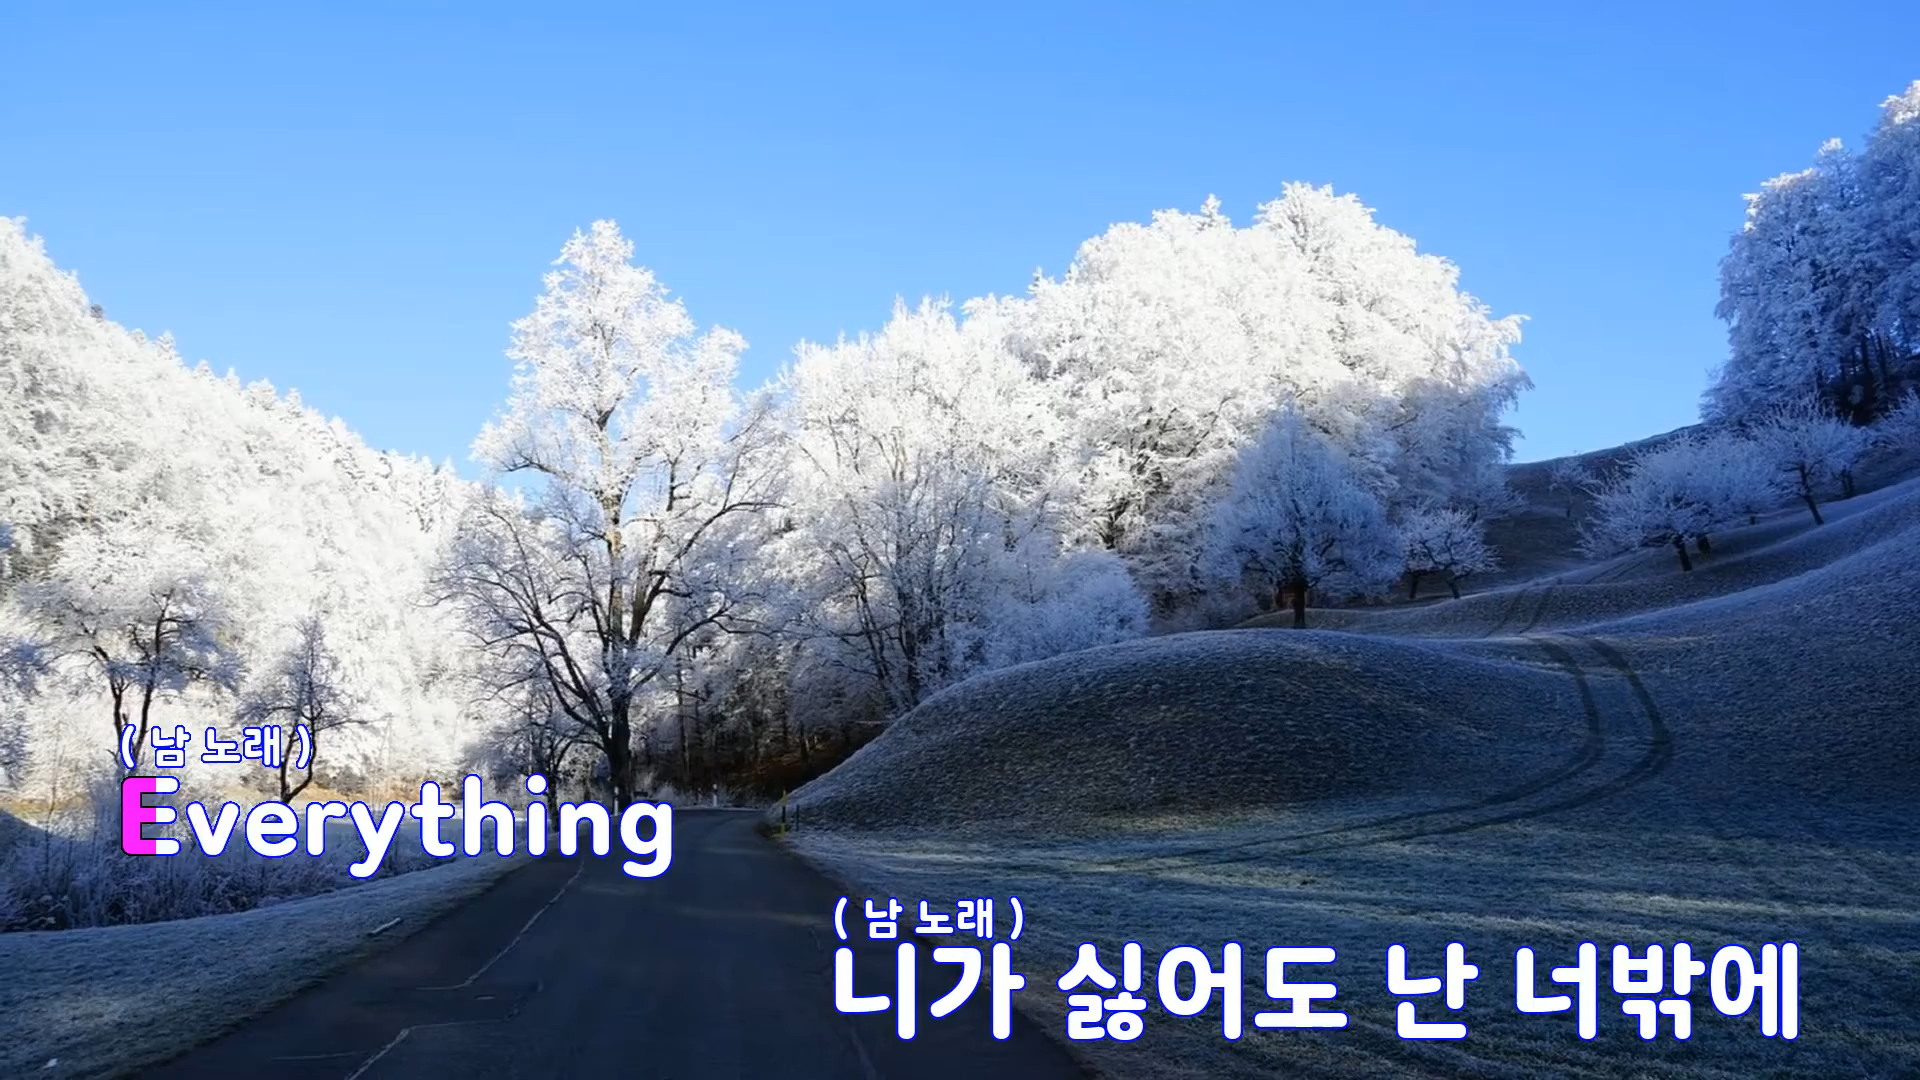 ( 남 노래 )
Everything
( 남 노래 )
니가 싫어도 난 너밖에